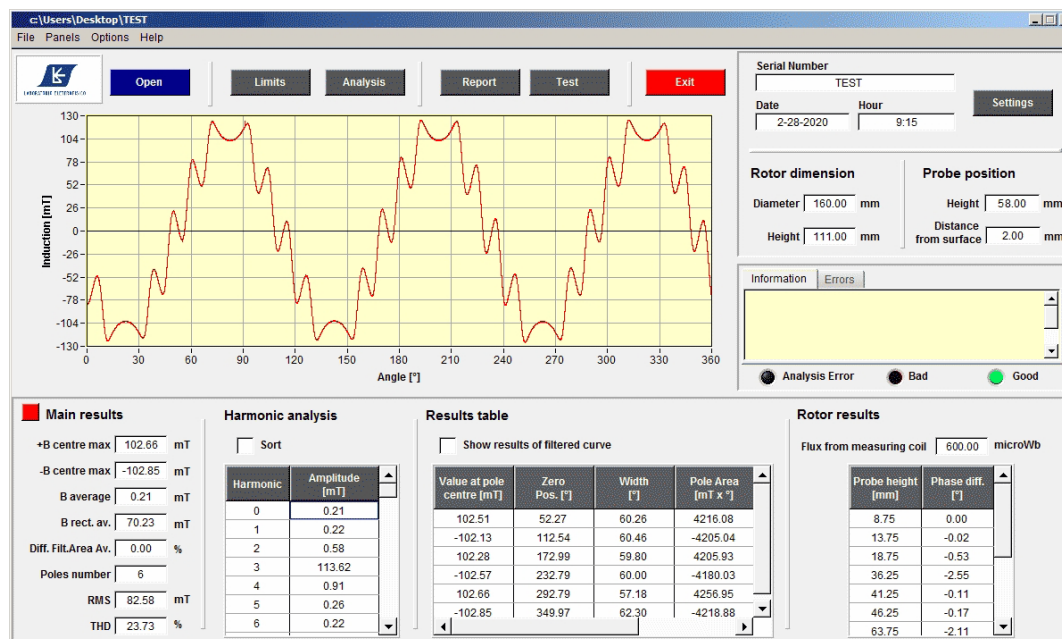 c:\Users\Desktop\TEST
File Panels Options Help
Open Limits Analysis Report Test Exit
LABORATORIO ELETTROFISICO
Serial Number
TEST
Date Hour
2-28-2020 9:15
Settings
Rotor dimension Probe position
Diameter 160.00 mm Height 58.00 mm
Height 111.00 mm Distance from surface 2.00 mm
Induction [mT]
130
104
78
52
26
0
-26
-52
-78
-104
-130
0 30 60 90 120 150 180 210 240 270 300 330 360
Angle [°]
Information Errors
Analysis Error Bad Good
Main results
+B centre max 102.66 mT
-B centre max -102.85 mT
B average 0.21 mT
B rect. av. 70.23 mT
Diff. Filt.Area Av. 0.00 %
Poles number 6
RMS 82.58 mT
THD 23.73 %
Harmonic analysis
Sort
Harmonic Amplitude [mT]
0 0.21
1 0.22
2 0.58
3 113.62
4 0.91
5 0.26
6 0.22
Results table
Show results of filtered curve
Value at pole centre [mT] Zero Pos. [°] Width [°] Pole Area [mT x °]
102.51 52.27 60.26 4216.08
-102.13 112.54 60.46 -4205.04
102.28 172.99 59.80 4205.93
-102.57 232.79 60.00 -4180.03
102.66 292.79 57.18 4256.95
-102.85 349.97 62.30 -4218.88
Rotor results
Flux from measuring coil 600.00 microWb
Probe height [mm] Phase diff. [°]
8.75 0.00
13.75 -0.02
18.75 -0.53
36.25 -2.55
41.25 -0.11
46.25 -0.17
63.75 -2.11